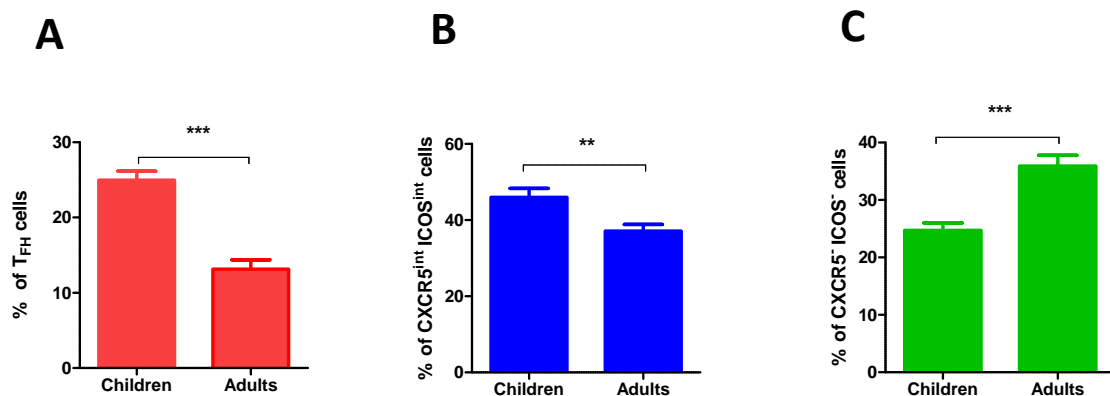 A
B
C
% of TFH cells
30
20
10
0
***
Children
Adults
% of CXCR5int ICOSint cells
60
40
20
0
**
Children
Adults
% of CXCR5- ICOS- cells
40
30
20
10
0
***
Children
Adults